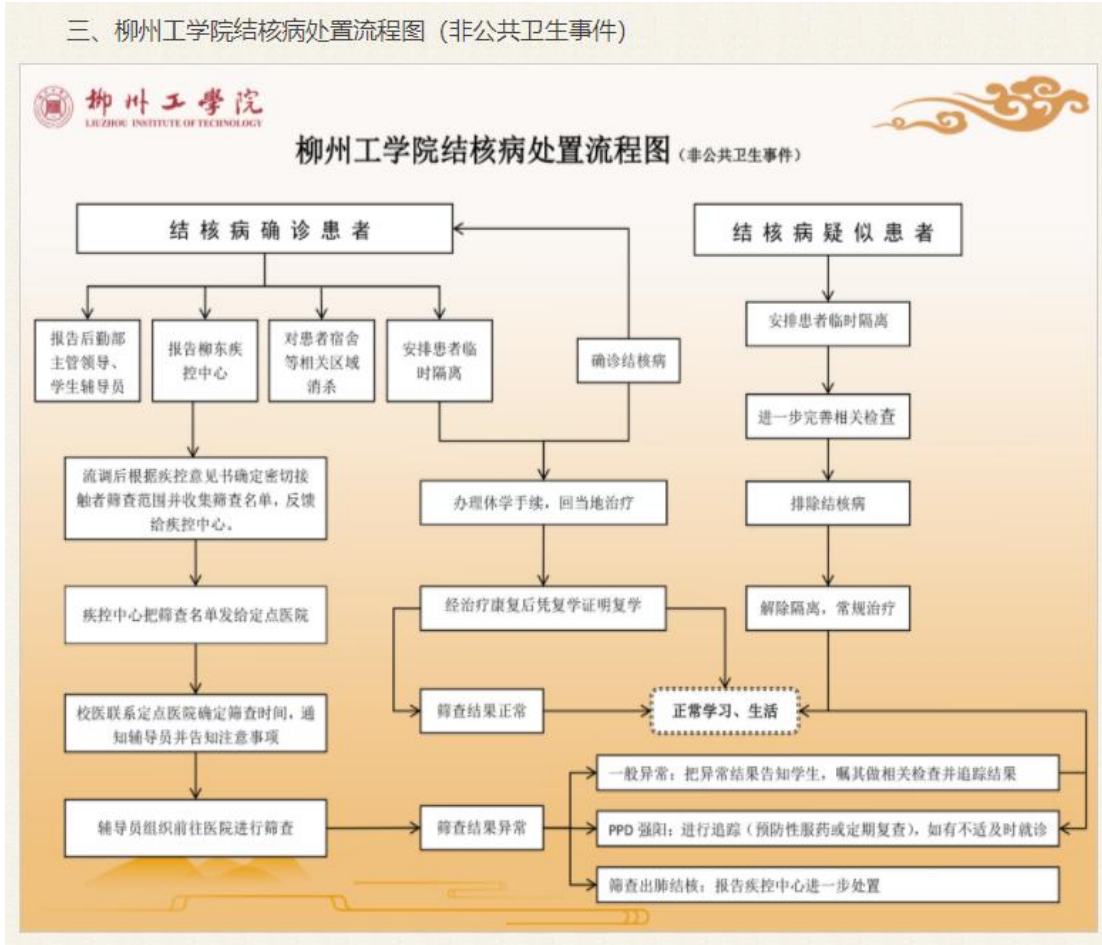 三、柳州工学院结核病处置流程图（非公共卫生事件）
柳州工學院
LIUZHOU INSTITUTE OF TECHNOLOGY
柳州工学院结核病处置流程图（非公共卫生事件）
结核病确诊患者
结核病疑似患者
报告后勤部
主管领导、
学生辅导员
报告柳东疾
控中心
对患者宿舍
等相关区域
消杀
安排患者临
时隔离
确诊结核病
安排患者临时隔离
进一步完善相关检查
流调后根据疾控意见书确定密切接
触者筛查范围并收集筛查名单，反馈
给疾控中心。
办理休学手续，回当地治疗
排除结核病
疾控中心把筛查名单发给定点医院
经治疗康复后凭复学证明复学
解除隔离，常规治疗
校医联系定点医院确定筛查时间，通
知辅导员并告知注意事项
筛查结果正常
正常学习、生活
一般异常：把异常结果告知学生，嘱其做相关检查并追踪结果
辅导员组织前往医院进行筛查
筛查结果异常
PPD 强阳：进行追踪（预防性服药或定期复查），如有不适及时就诊
筛查出肺结核：报告疾控中心进一步处置